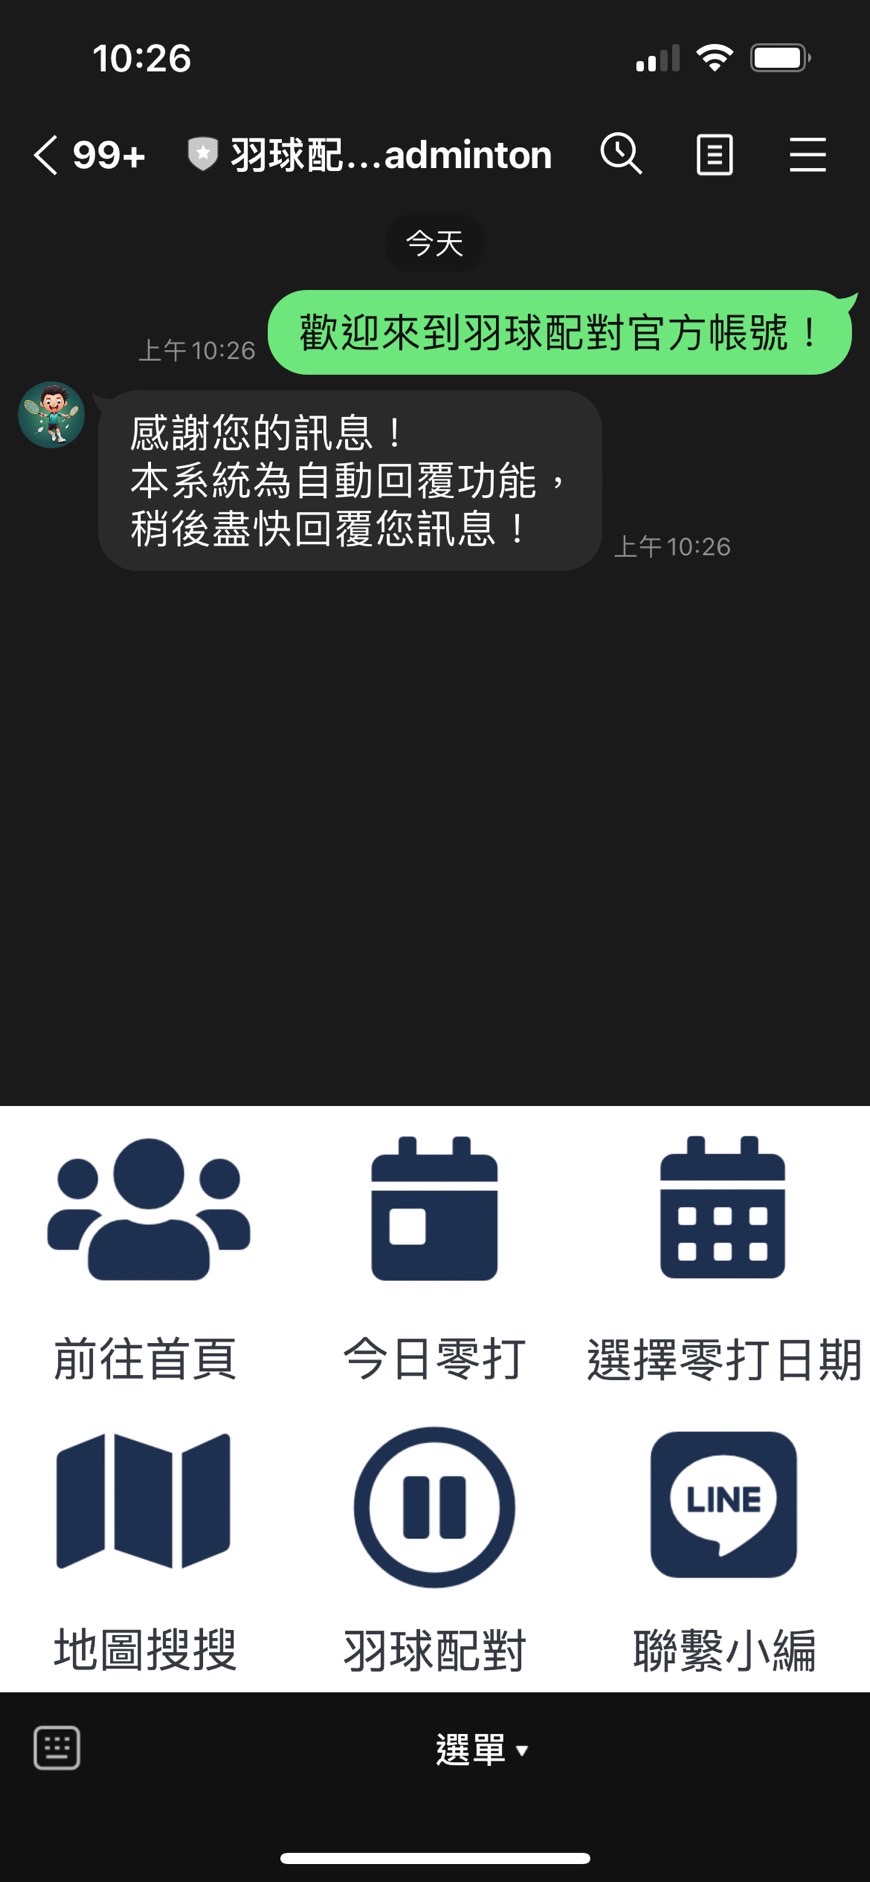 10:26
99+
羽球配...adminton
今天
歡迎來到羽球配對官方帳號！
上午10:26
感謝您的訊息！
本系統為自動回覆功能，
稍後盡快回覆您訊息！
上午10:26
前往首頁
今日零打
選擇零打日期
地圖搜搜
LINE
羽球配對
聯繫小編
選單▼